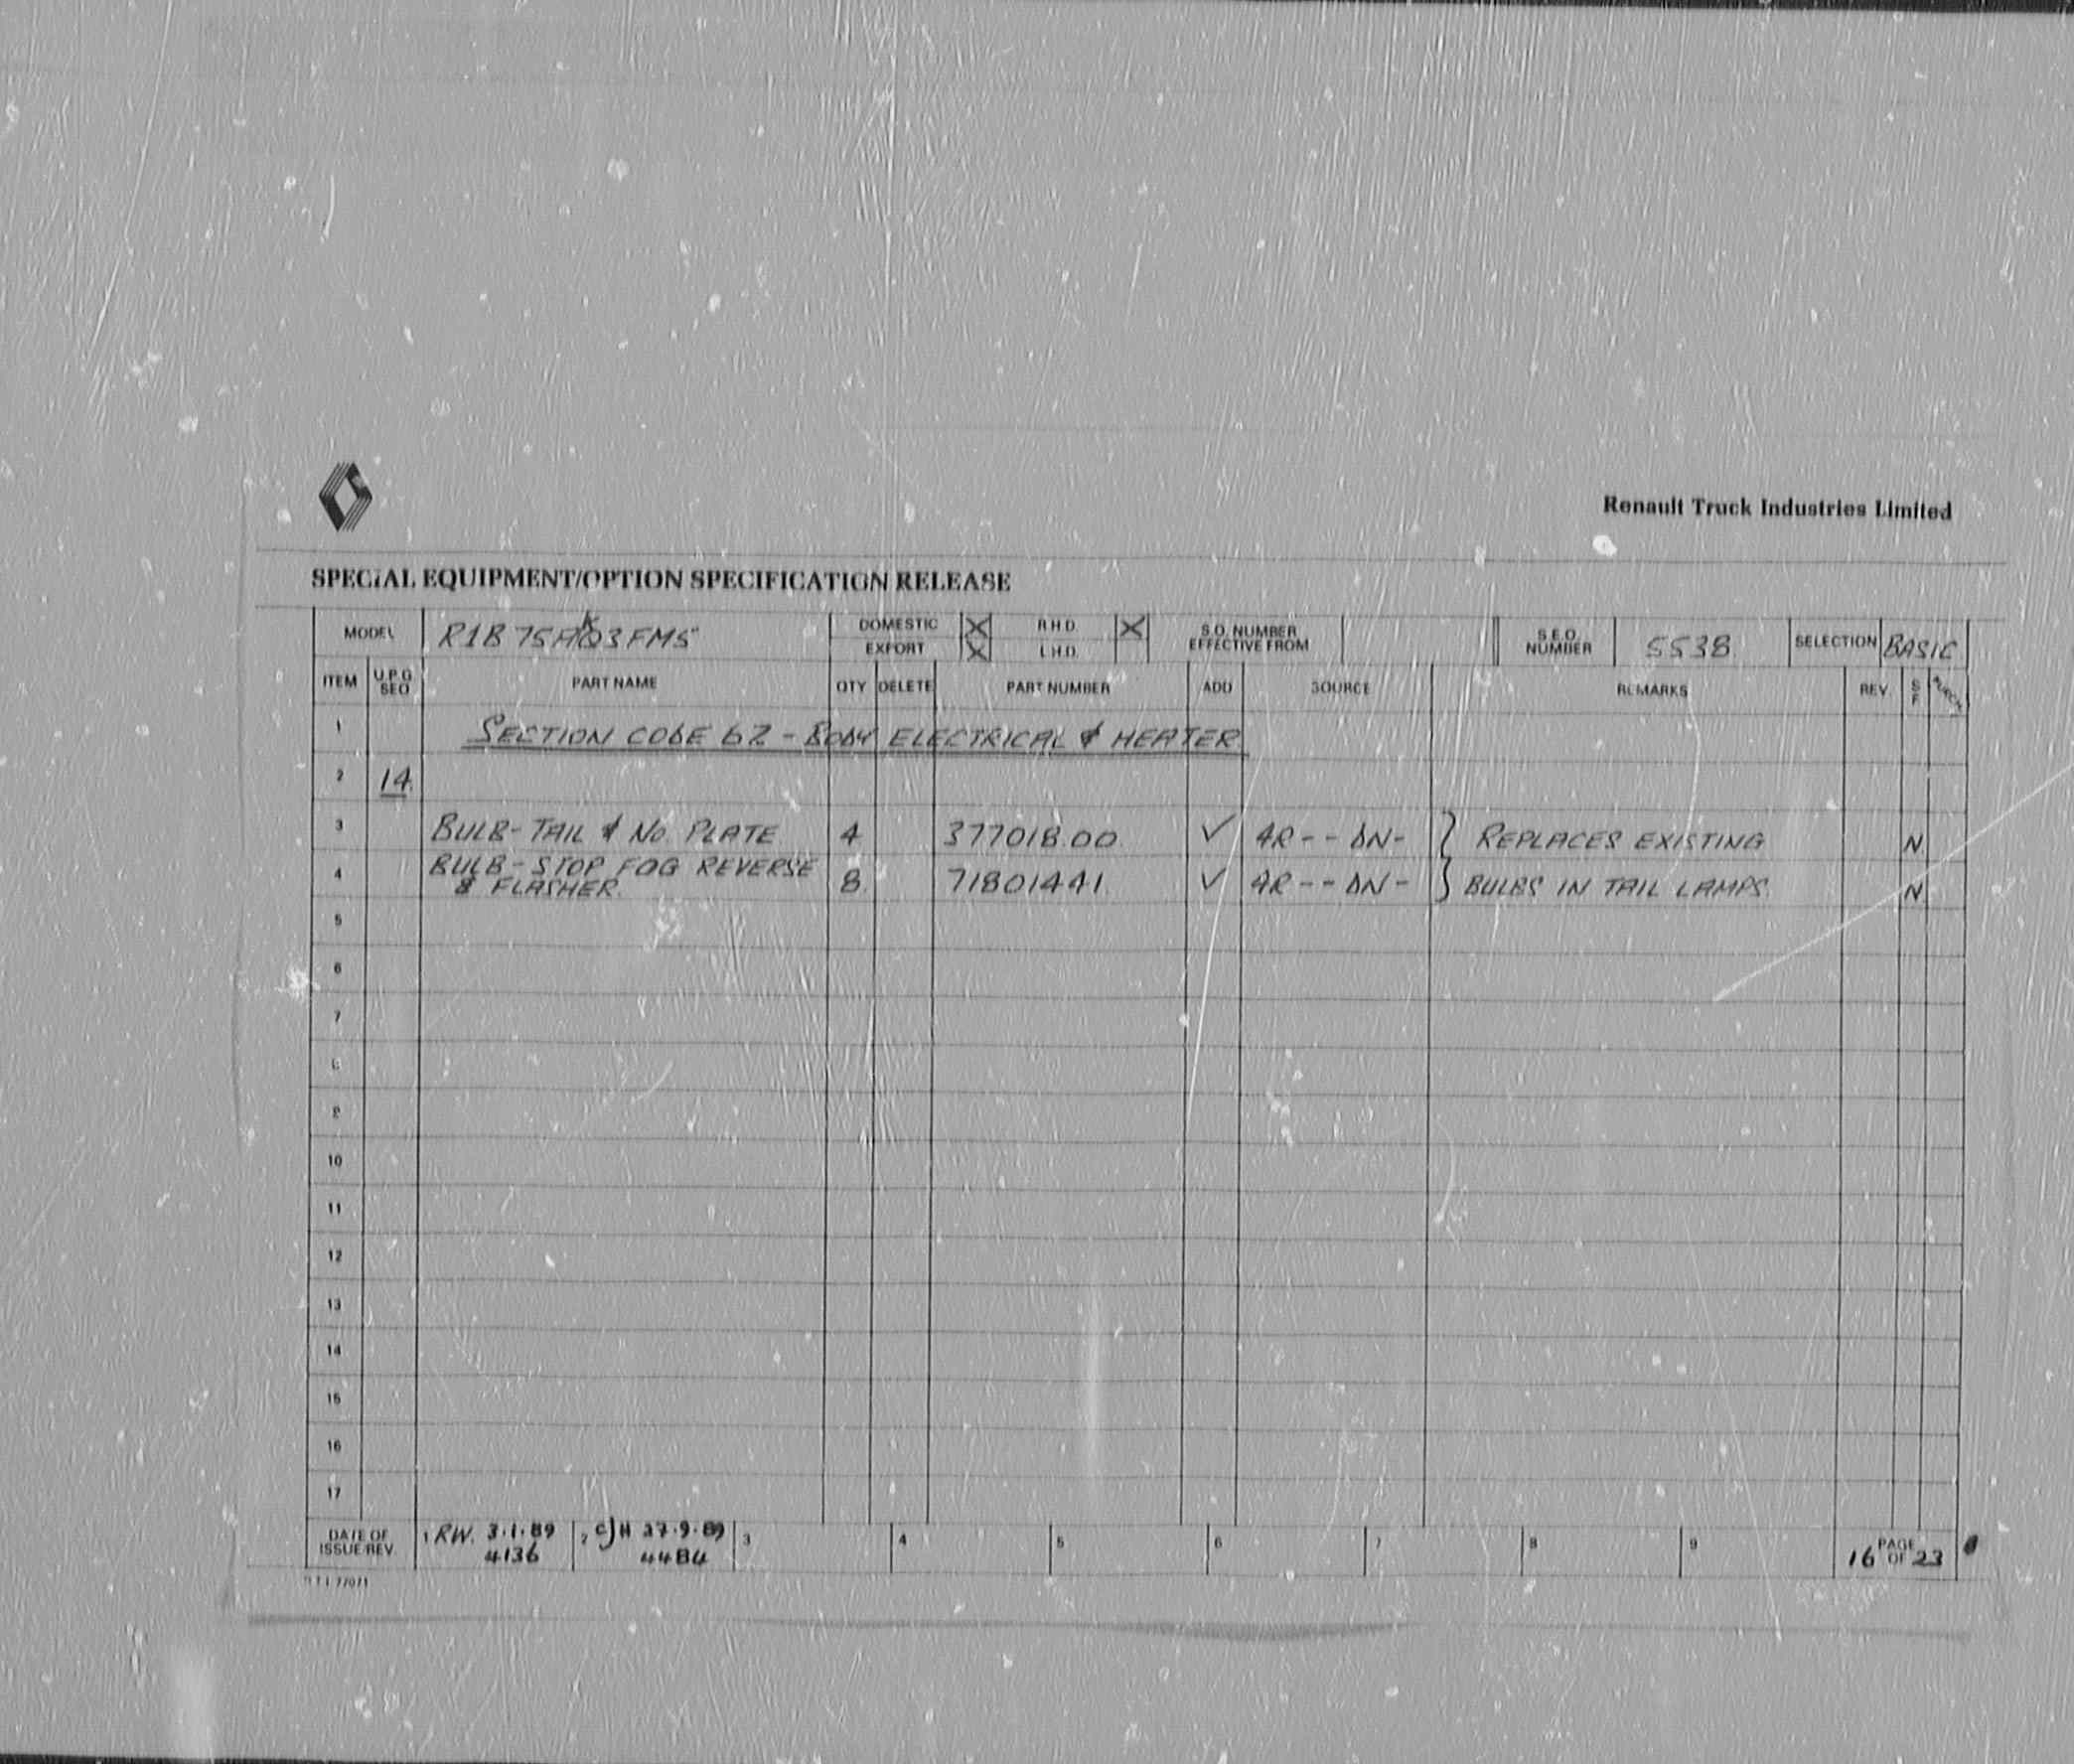 Renault Truck Industries Limited
SPECIAL EQUIPMENT/OPTION SPECIFICATION RELEASE
MODEL DOMESTIC X R.H.D. X S.O. NUMBER EFFECTIVE FROM S.E.O. NUMBER 5538 SELECTION BASIC
EXPORT X L.H.D.
ITEM U.P.G SEQ PART NAME QTY DELETE PART NUMBER ADD SOURCE REMARKS REV. S F
1 SECTION CODE 62 - BODY ELECTRICAL & HEATER
2 14
3 BULB - TAIL & NO. PLATE 4 377018.00 ✓ AR - - DN - } REPLACES EXISTING N
4 BULB - STOP FOG REVERSE & FLASHER. 8 71801441 ✓ AR - - DN - } BULBS IN TAIL LAMPS. N
5
6
7
8
9
10
11
12
13
14
15
16
17
DATE OF ISSUE/REV. 1 RW. 3.1.89 2 CJH 27.9.89 3 4 5 6 7 8 9 16 PAGE OF 23
4136 4484